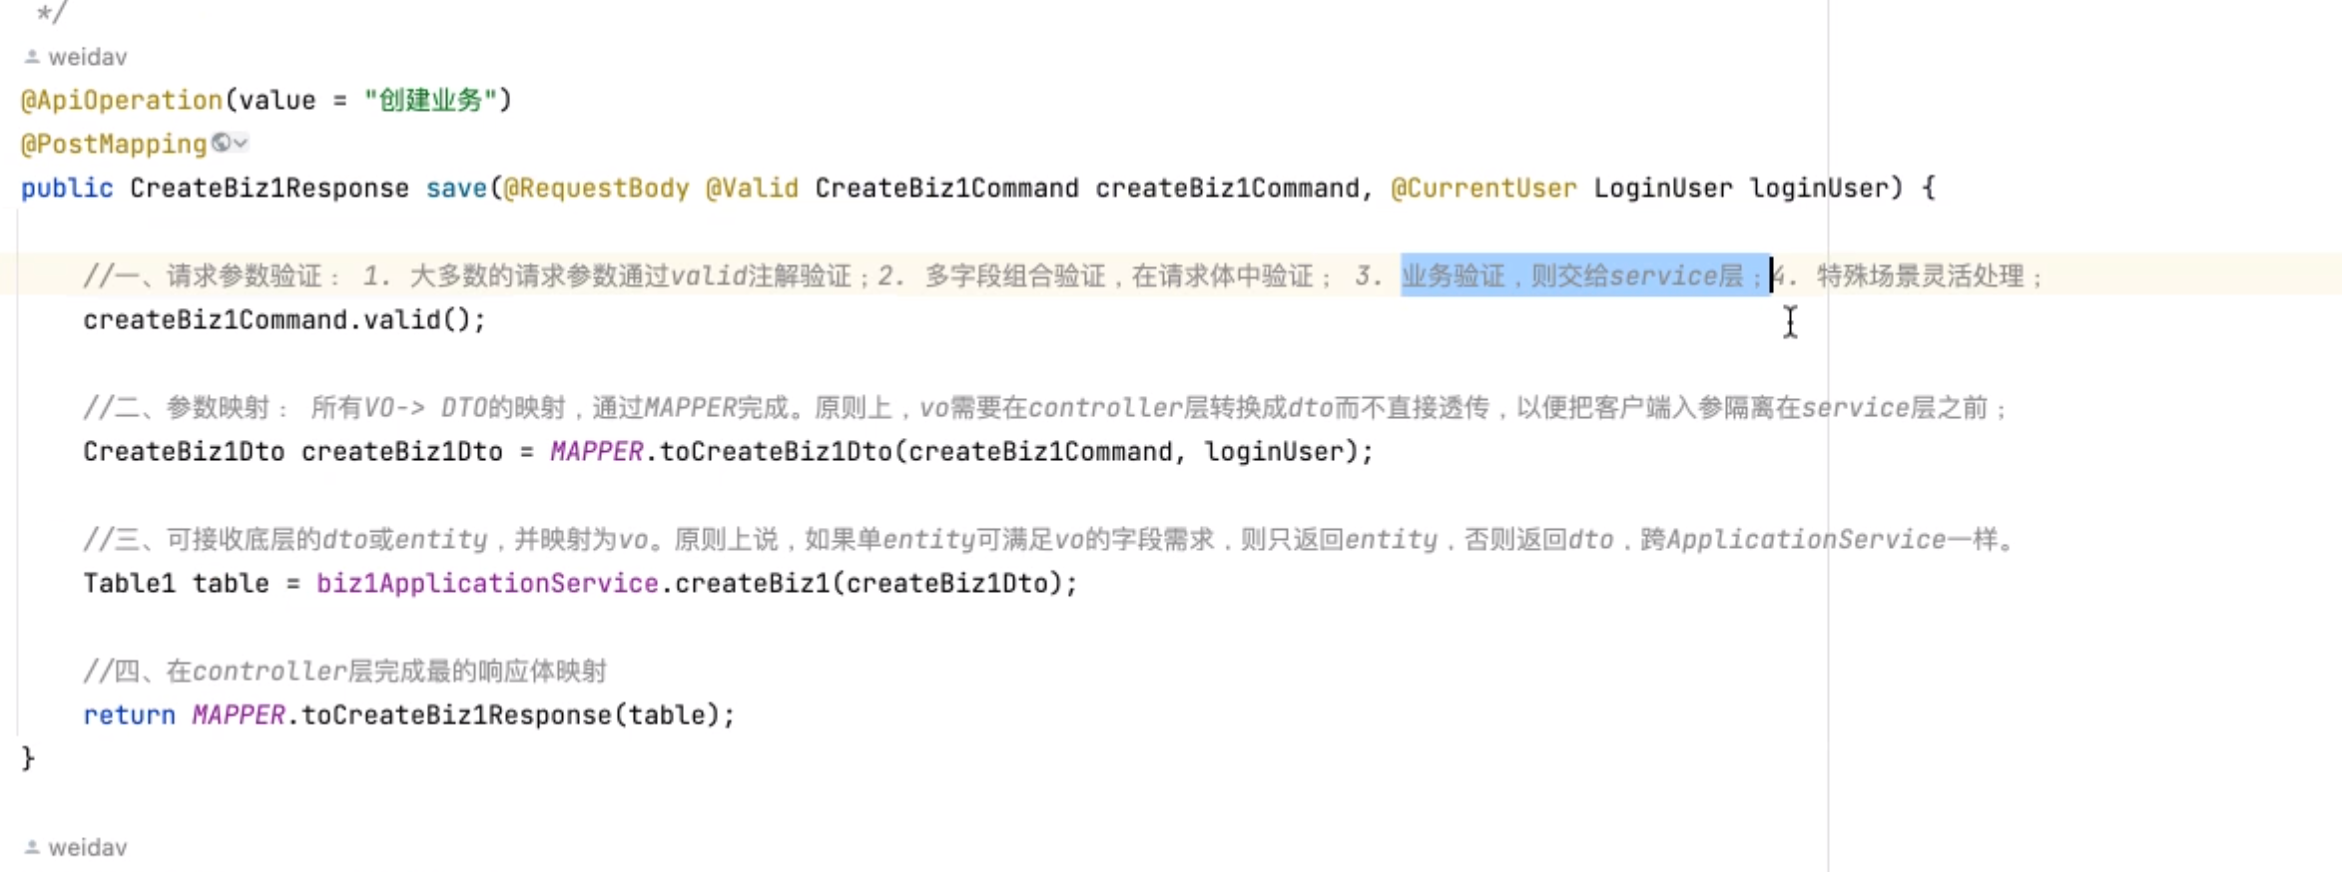 */
weidav
@ApiOperation(value = "创建业务")
@PostMapping
public CreateBiz1Response save(@RequestBody @Valid CreateBiz1Command createBiz1Command, @CurrentUser LoginUser loginUser) {
//一、请求参数验证： 1. 大多数的请求参数通过valid注解验证；2. 多字段组合验证，在请求体中验证； 3. 业务验证，则交给service层；4. 特殊场景灵活处理；
createBiz1Command.valid();
//二、参数映射： 所有VO-> DTO的映射，通过MAPPER完成。原则上，vo需要在controller层转换成dto而不直接透传，以便把客户端入参隔离在service层之前；
CreateBiz1Dto createBiz1Dto = MAPPER.toCreateBiz1Dto(createBiz1Command, loginUser);
//三、可接收底层的dto或entity，并映射为vo。原则上说，如果单entity可满足vo的字段需求，则只返回entity，否则返回dto，跨ApplicationService一样。
Table1 table = biz1ApplicationService.createBiz1(createBiz1Dto);
//四、在controller层完成最的响应体映射
return MAPPER.toCreateBiz1Response(table);
}
weidav